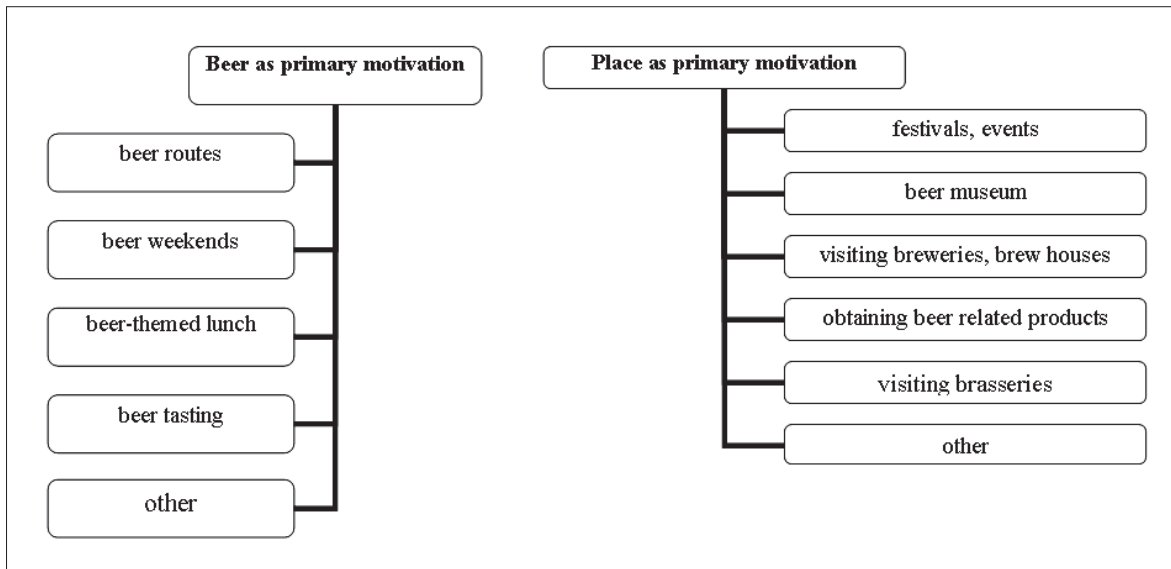 Beer as primary motivation
beer routes
beer weekends
beer-themed lunch
beer tasting
other
Place as primary motivation
festivals, events
beer museum
visiting breweries, brew houses
obtaining beer related products
visiting brasseries
other